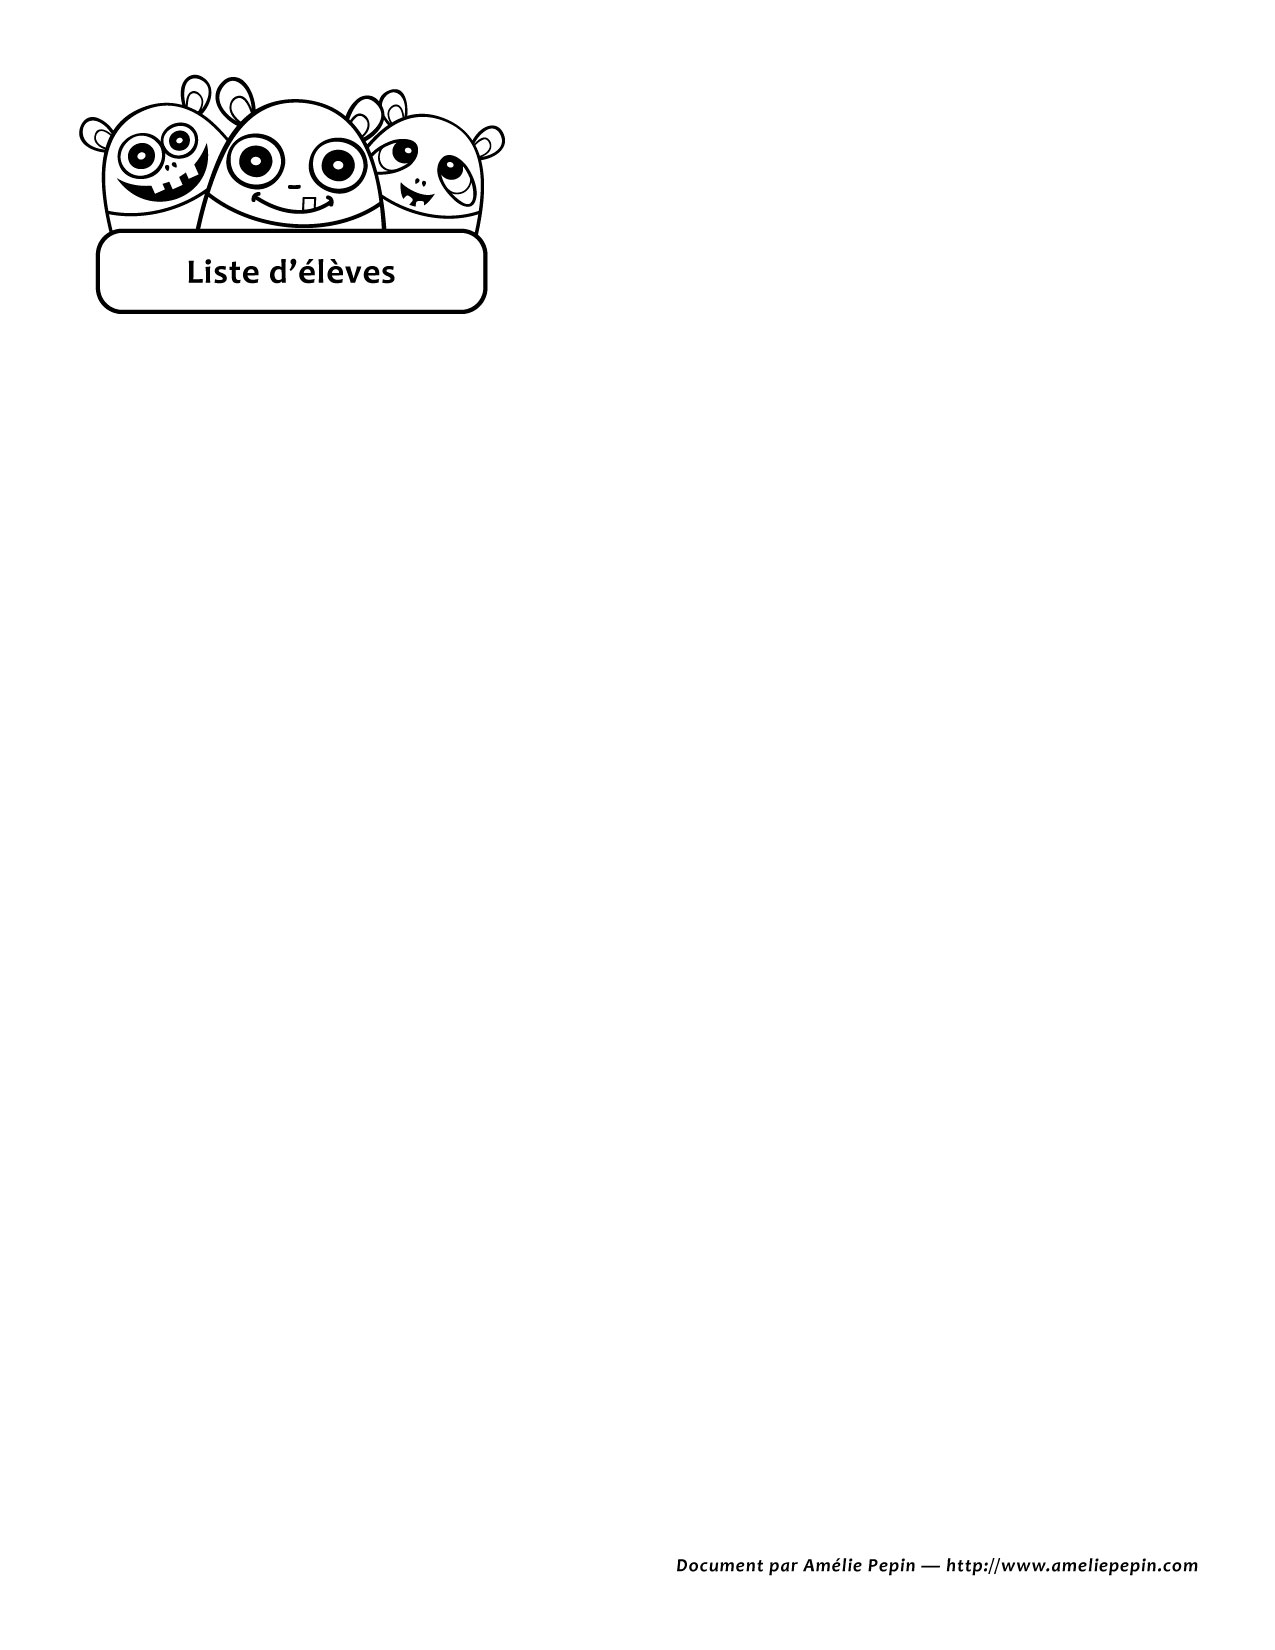 Liste d’élèves
Document par Amélie Pepin — http://www.ameliepepin.com